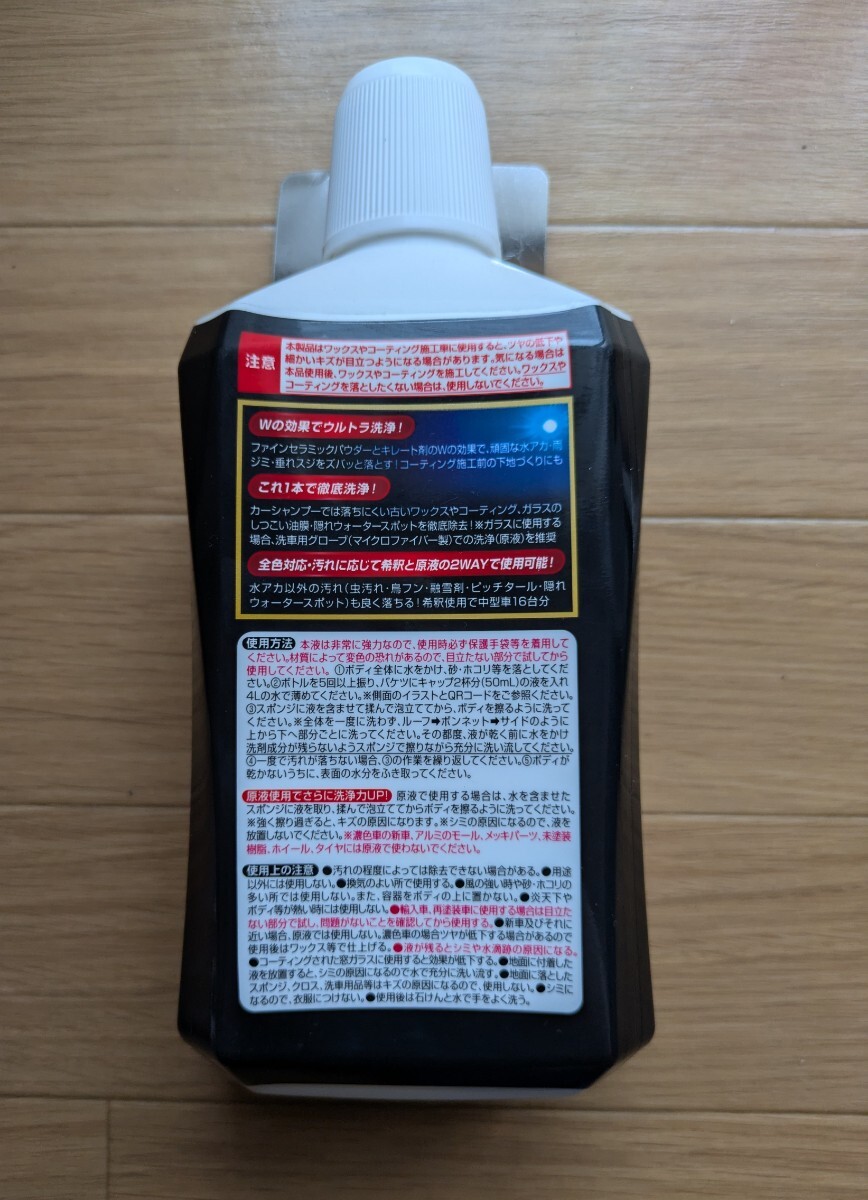 注意
本製品はワックスやコーティング施工車に使用すると、ツヤの低下や
細かいキズが目立つようになる場合があります。気になる場合は
本品使用後、ワックスやコーティングを施工してください。ワックスや
コーティングを落としたくない場合は、使用しないでください。
Wの効果でウルトラ洗浄！
ファインセラミックパウダーとキレート剤のWの効果で、頑固な水アカ・雨
ジミ・垂れスジをズバッと落とす！コーティング施工前の下地づくりにも
これ1本で徹底洗浄！
カーシャンプーでは落ちにくい古いワックスやコーティング、ガラスの
しつこい油膜・隠れウォータースポットを徹底除去！※ガラスに使用する
場合、洗車用グローブ（マイクロファイバー製）での洗浄（原液）を推奨
全色対応・汚れに応じて希釈と原液の2WAYで使用可能！
水アカ以外の汚れ（虫汚れ・鳥フン・融雪剤・ピッチタール・隠れ
ウォータースポット）も良く落ちる！希釈使用で中型車16台分
使用方法 本液は非常に強力なので、使用時必ず保護手袋等を着用して
ください。材質によって変色の恐れがあるので、目立たない部分で試してから
使用してください。①ボディ全体に水をかけ、砂・ホコリ等を落としてくだ
さい。②ボトルを5回以上振り、バケツにキャップ2杯分（50mL）の液を入れ
4Lの水で薄めてください。※側面のイラストとQRコードをご参照ください。
③スポンジに液を含ませて揉んで泡立ててから、ボディを擦るように洗って
ください。※全体を一度に洗わず、ルーフ➡ボンネット➡サイドのように
上から下へ部分ごとに洗ってください。その都度、液が乾く前に水をかけ
洗剤成分が残らないようスポンジで擦りながら充分に洗い流してください。
④一度で汚れが落ちない場合、③の作業を繰り返してください。⑤ボディが
乾かないうちに、表面の水分をふき取ってください。
原液使用でさらに洗浄力UP！ 原液で使用する場合は、水を含ませた
スポンジに液を取り、揉んで泡立ててからボディを擦るように洗ってください。
※強く擦り過ぎると、キズの原因になります。※シミの原因になるので、液を
放置しないでください。※濃色車の新車、アルミのモール、メッキパーツ、未塗装
樹脂、ホイール、タイヤには原液で使わないでください。
使用上の注意 ●汚れの程度によっては除去できない場合がある。●用途
以外には使用しない。●換気のよい所で使用する。●風の強い時や砂・ホコリの
多い所では使用しない。また、容器をボディの上に置かない。●炎天下や
ボディ等が熱い時には使用しない。●輸入車、再塗装車に使用する場合は目立た
ない部分で試し、問題がないことを確認してから使用する。●新車及びそれに
近い場合、原液では使用しない。濃色車の場合ツヤが低下する場合があるので
使用後はワックス等で仕上げる。●液が残るとシミや水滴跡の原因になる。
●コーティングされた窓ガラスに使用すると効果が低下する。●地面に付着した
液を放置すると、シミの原因になるので水で充分に洗い流す。●地面に落とした
スポンジ、クロス、洗車用品等はキズの原因になるので、使用しない。●シミに
なるので、衣服につけない。●使用後は石けんと水で手をよく洗う。